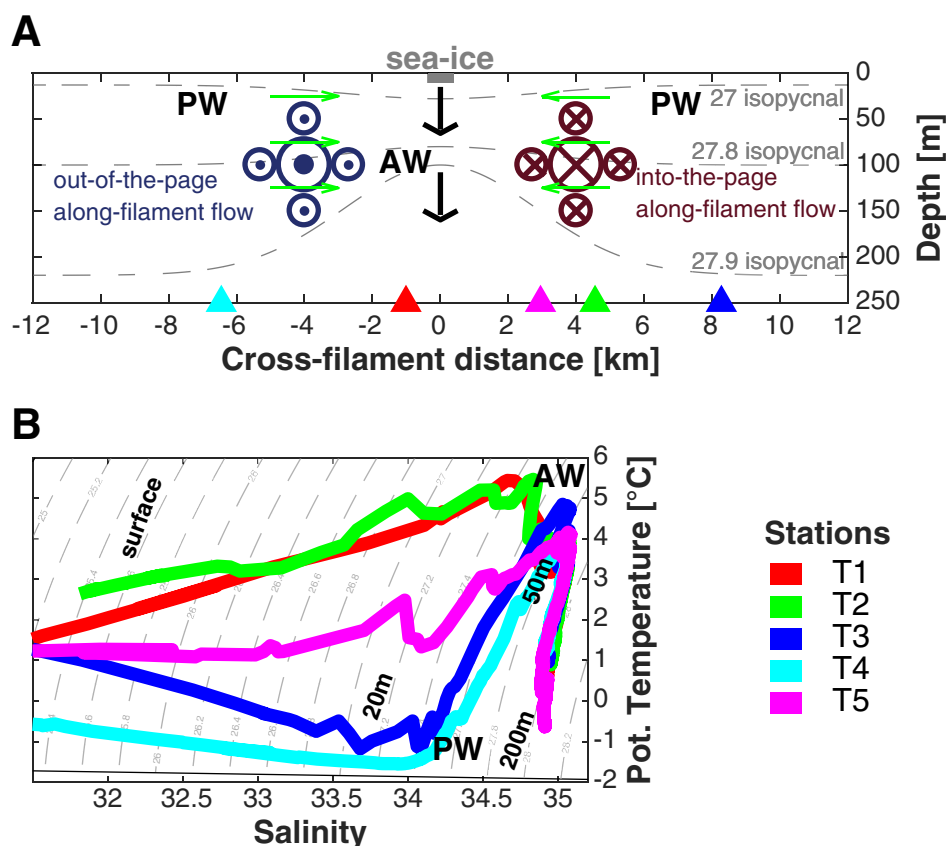 A
sea-ice
PW
PW
27 isopycnal
27.8 isopycnal
AW
out-of-the-page
along-filament flow
into-the-page
along-filament flow
27.9 isopycnal
0
50
100
150
200
250
Depth [m]
-12 -10 -8 -6 -4 -2 0 2 4 6 8 10 12
Cross-filament distance [km]
B
surface
AW
50m
20m
PW
200m
6
5
4
3
2
1
0
-1
-2
Pot. Temperature [°C]
32 32.5 33 33.5 34 34.5 35
Salinity
Stations
T1
T2
T3
T4
T5